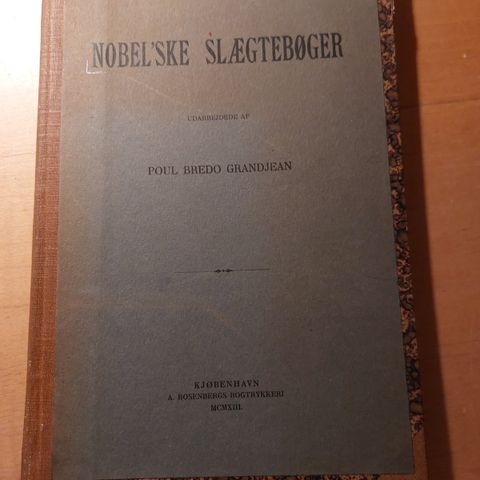 NOBEL'SKE SLÆGTEBØGER
UDARBEJDEDE AF
POUL BREDO GRANDJEAN
KJØBENHAVN
A. ROSENBERGS BOGTRYKKERI
MCMXIII.